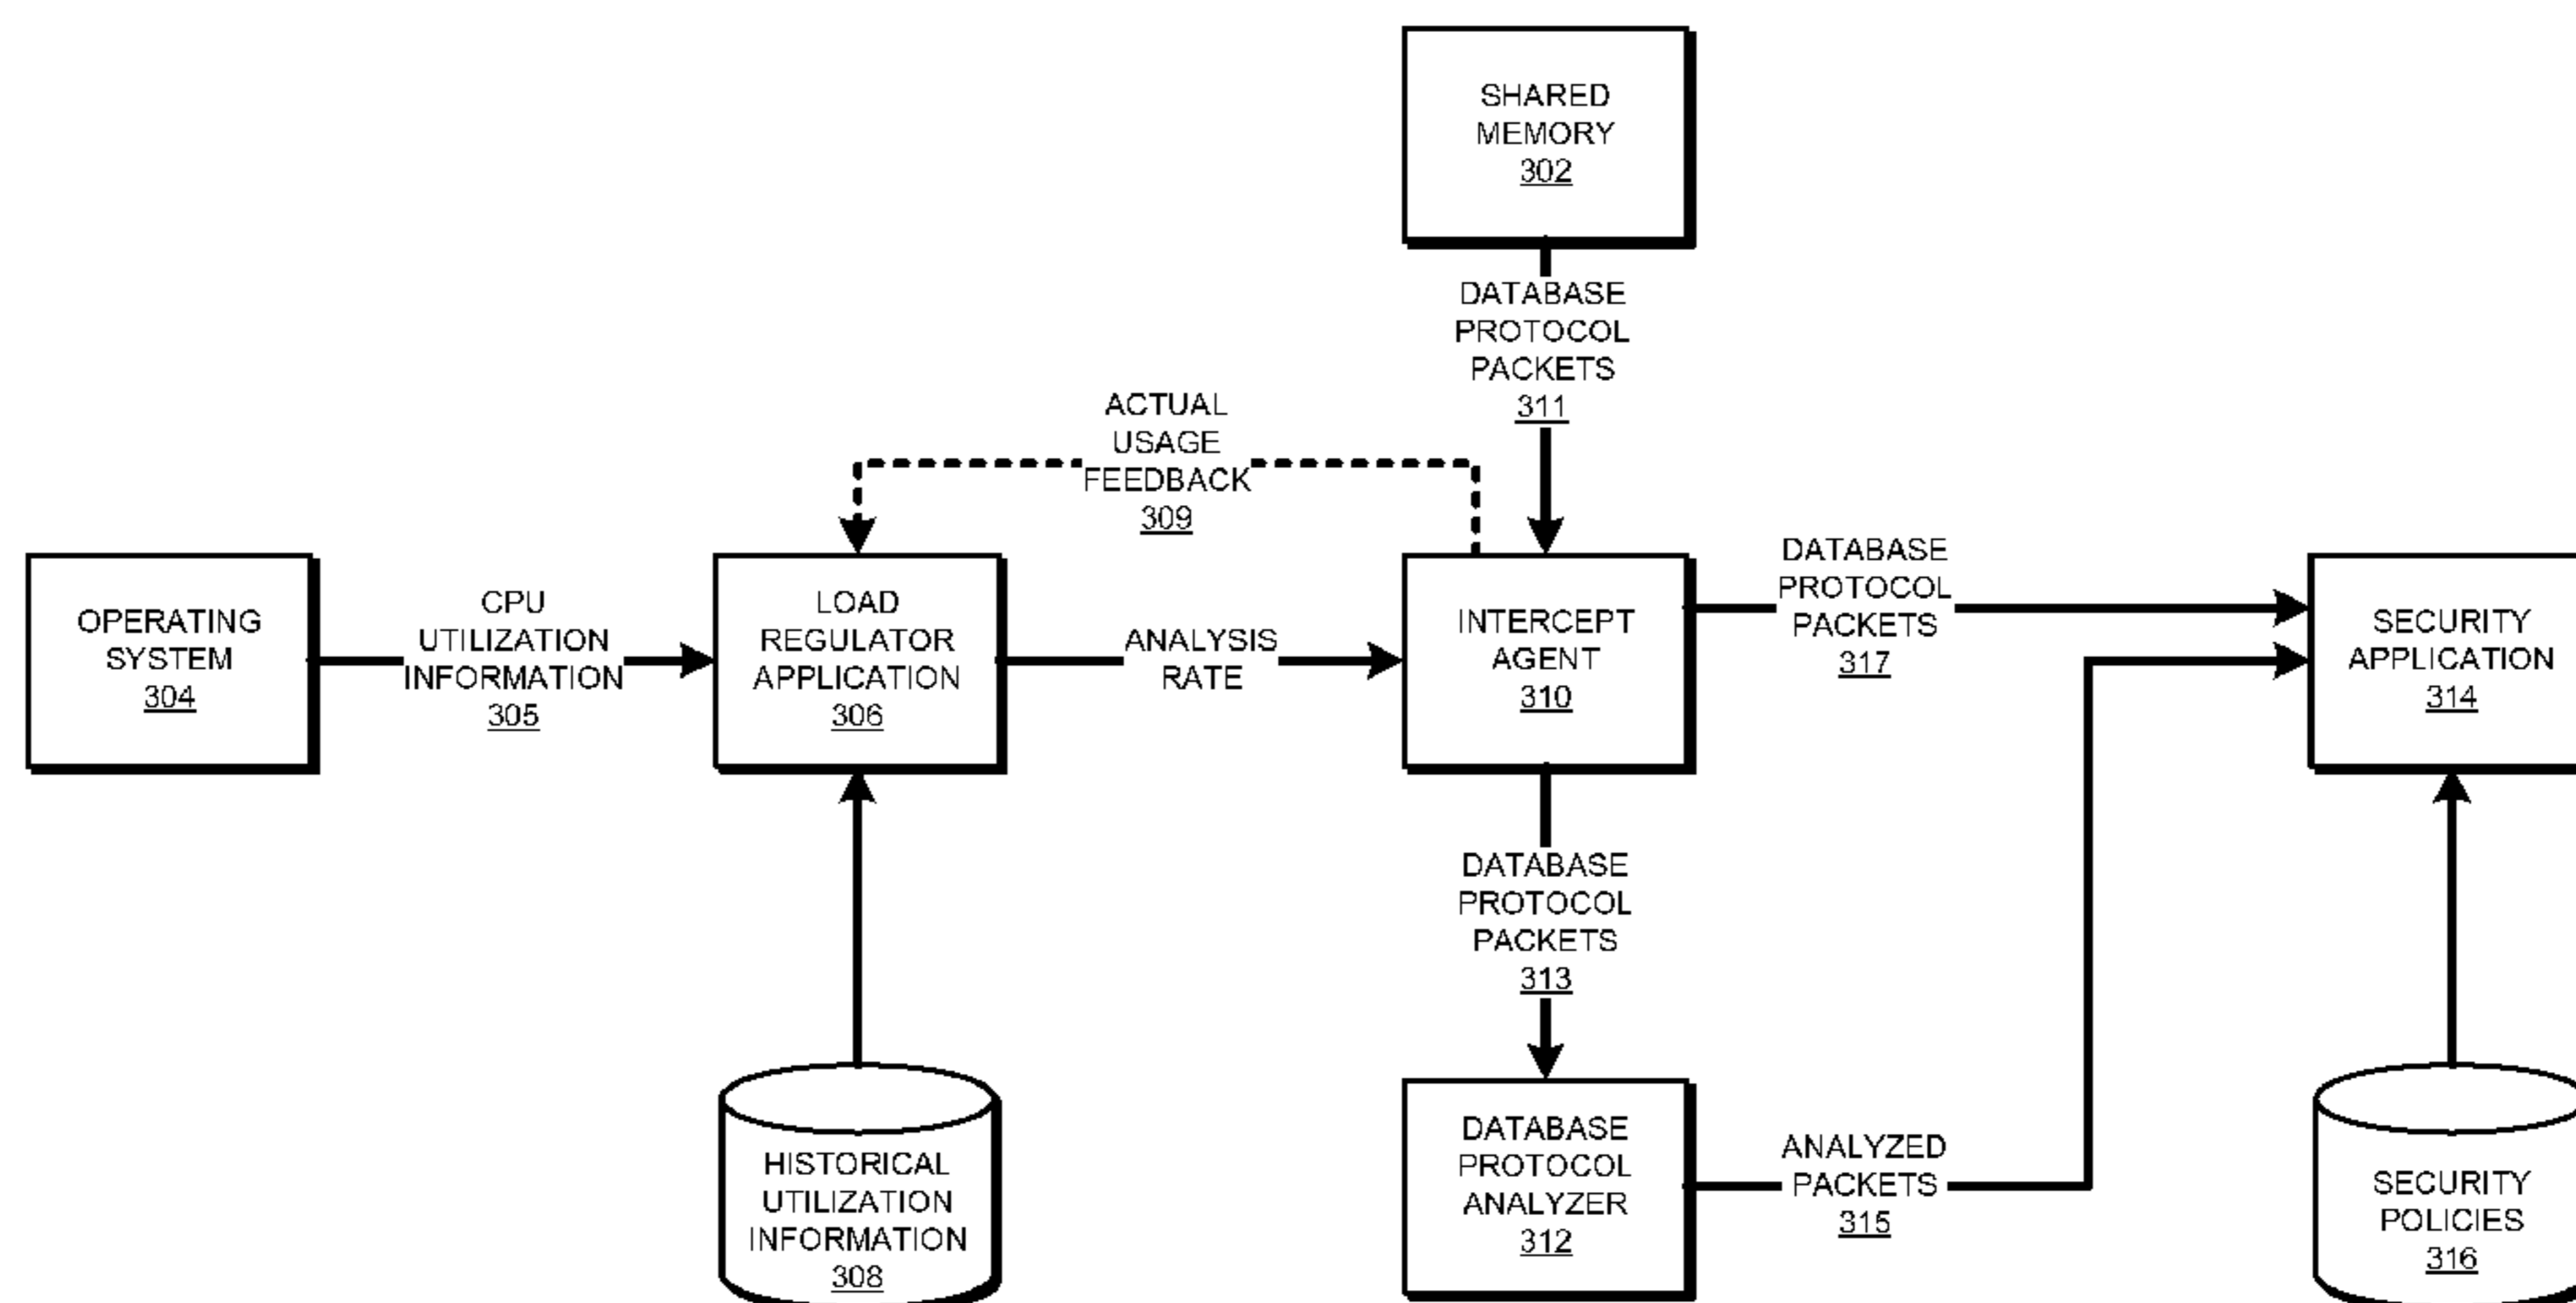 SHARED
MEMORY
302
DATABASE
PROTOCOL
PACKETS
311
ACTUAL
USAGE
FEEDBACK
309
OPERATING
SYSTEM
304
CPU
UTILIZATION
INFORMATION
305
LOAD
REGULATOR
APPLICATION
306
ANALYSIS
RATE
INTERCEPT
AGENT
310
DATABASE
PROTOCOL
PACKETS
317
SECURITY
APPLICATION
314
DATABASE
PROTOCOL
PACKETS
313
HISTORICAL
UTILIZATION
INFORMATION
308
DATABASE
PROTOCOL
ANALYZER
312
ANALYZED
PACKETS
315
SECURITY
POLICIES
316